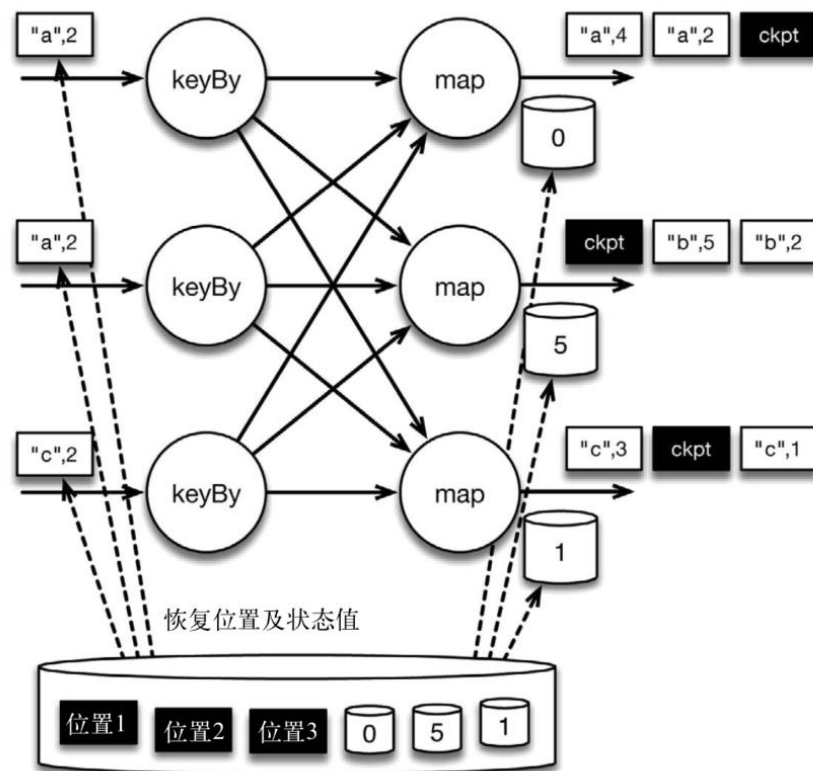 "a",2
keyBy
map
"a",4 "a",2 ckpt
0
"a",2
keyBy
map
ckpt "b",5 "b",2
5
"c",2
keyBy
map
"c",3 ckpt "c",1
1
恢复位置及状态值
位置1 位置2 位置3 0 5 1